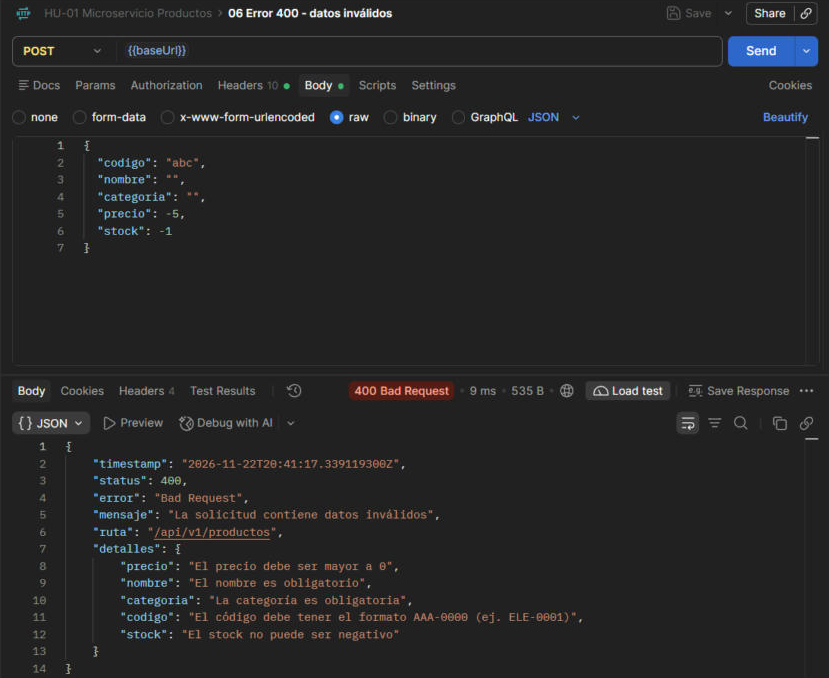 HTTP HU-01 Microservicio Productos > 06 Error 400 - datos inválidos Save Share
POST {{baseUrl}} Send
Docs Params Authorization Headers 10 Body Scripts Settings Cookies
none form-data x-www-form-urlencoded raw binary GraphQL JSON Beautify
1 {
2 "codigo": "abc",
3 "nombre": "",
4 "categoria": "",
5 "precio": -5,
6 "stock": -1
7 }
Body Cookies Headers 4 Test Results 400 Bad Request 9 ms 535 B Load test e.g. Save Response
{} JSON Preview Debug with AI
1 {
2 "timestamp": "2026-11-22T20:41:17.339119300Z",
3 "status": 400,
4 "error": "Bad Request",
5 "mensaje": "La solicitud contiene datos inválidos",
6 "ruta": "/api/v1/productos",
7 "detalles": {
8 "precio": "El precio debe ser mayor a 0",
9 "nombre": "El nombre es obligatorio",
10 "categoria": "La categoría es obligatoria",
11 "codigo": "El código debe tener el formato AAA-0000 (ej. ELE-0001)",
12 "stock": "El stock no puede ser negativo"
13 }
14 }